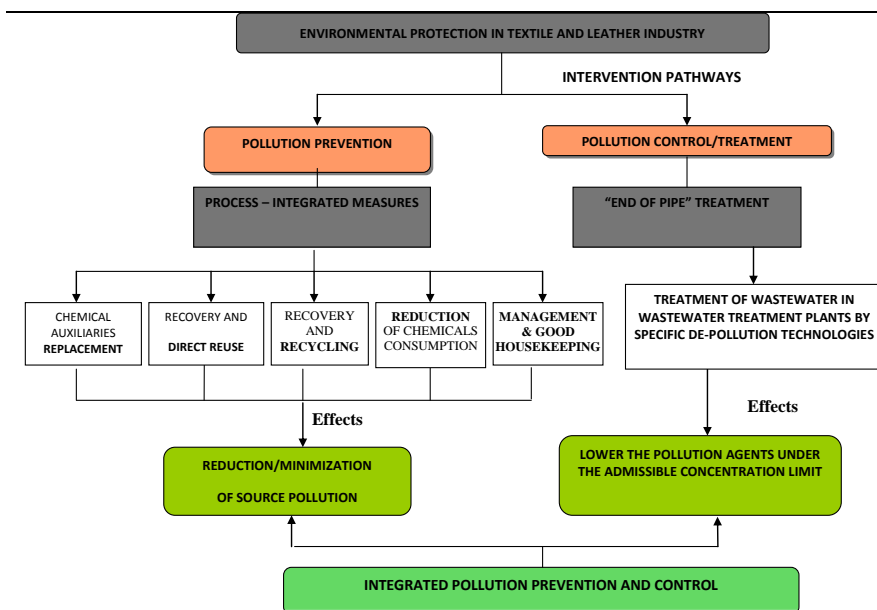 ENVIRONMENTAL PROTECTION IN TEXTILE AND LEATHER INDUSTRY
INTERVENTION PATHWAYS
POLLUTION PREVENTION
POLLUTION CONTROL/TREATMENT
PROCESS – INTEGRATED MEASURES
“END OF PIPE” TREATMENT
CHEMICAL
AUXILIARIES
REPLACEMENT
RECOVERY AND
DIRECT REUSE
RECOVERY
AND
RECYCLING
REDUCTION
OF CHEMICALS
CONSUMPTION
MANAGEMENT
& GOOD
HOUSEKEEPING
TREATMENT OF WASTEWATER IN
WASTEWATER TREATMENT PLANTS BY
SPECIFIC DE-POLLUTION TECHNOLOGIES
Effects
Effects
REDUCTION/MINIMIZATION
OF SOURCE POLLUTION
LOWER THE POLLUTION AGENTS UNDER
THE ADMISSIBLE CONCENTRATION LIMIT
INTEGRATED POLLUTION PREVENTION AND CONTROL